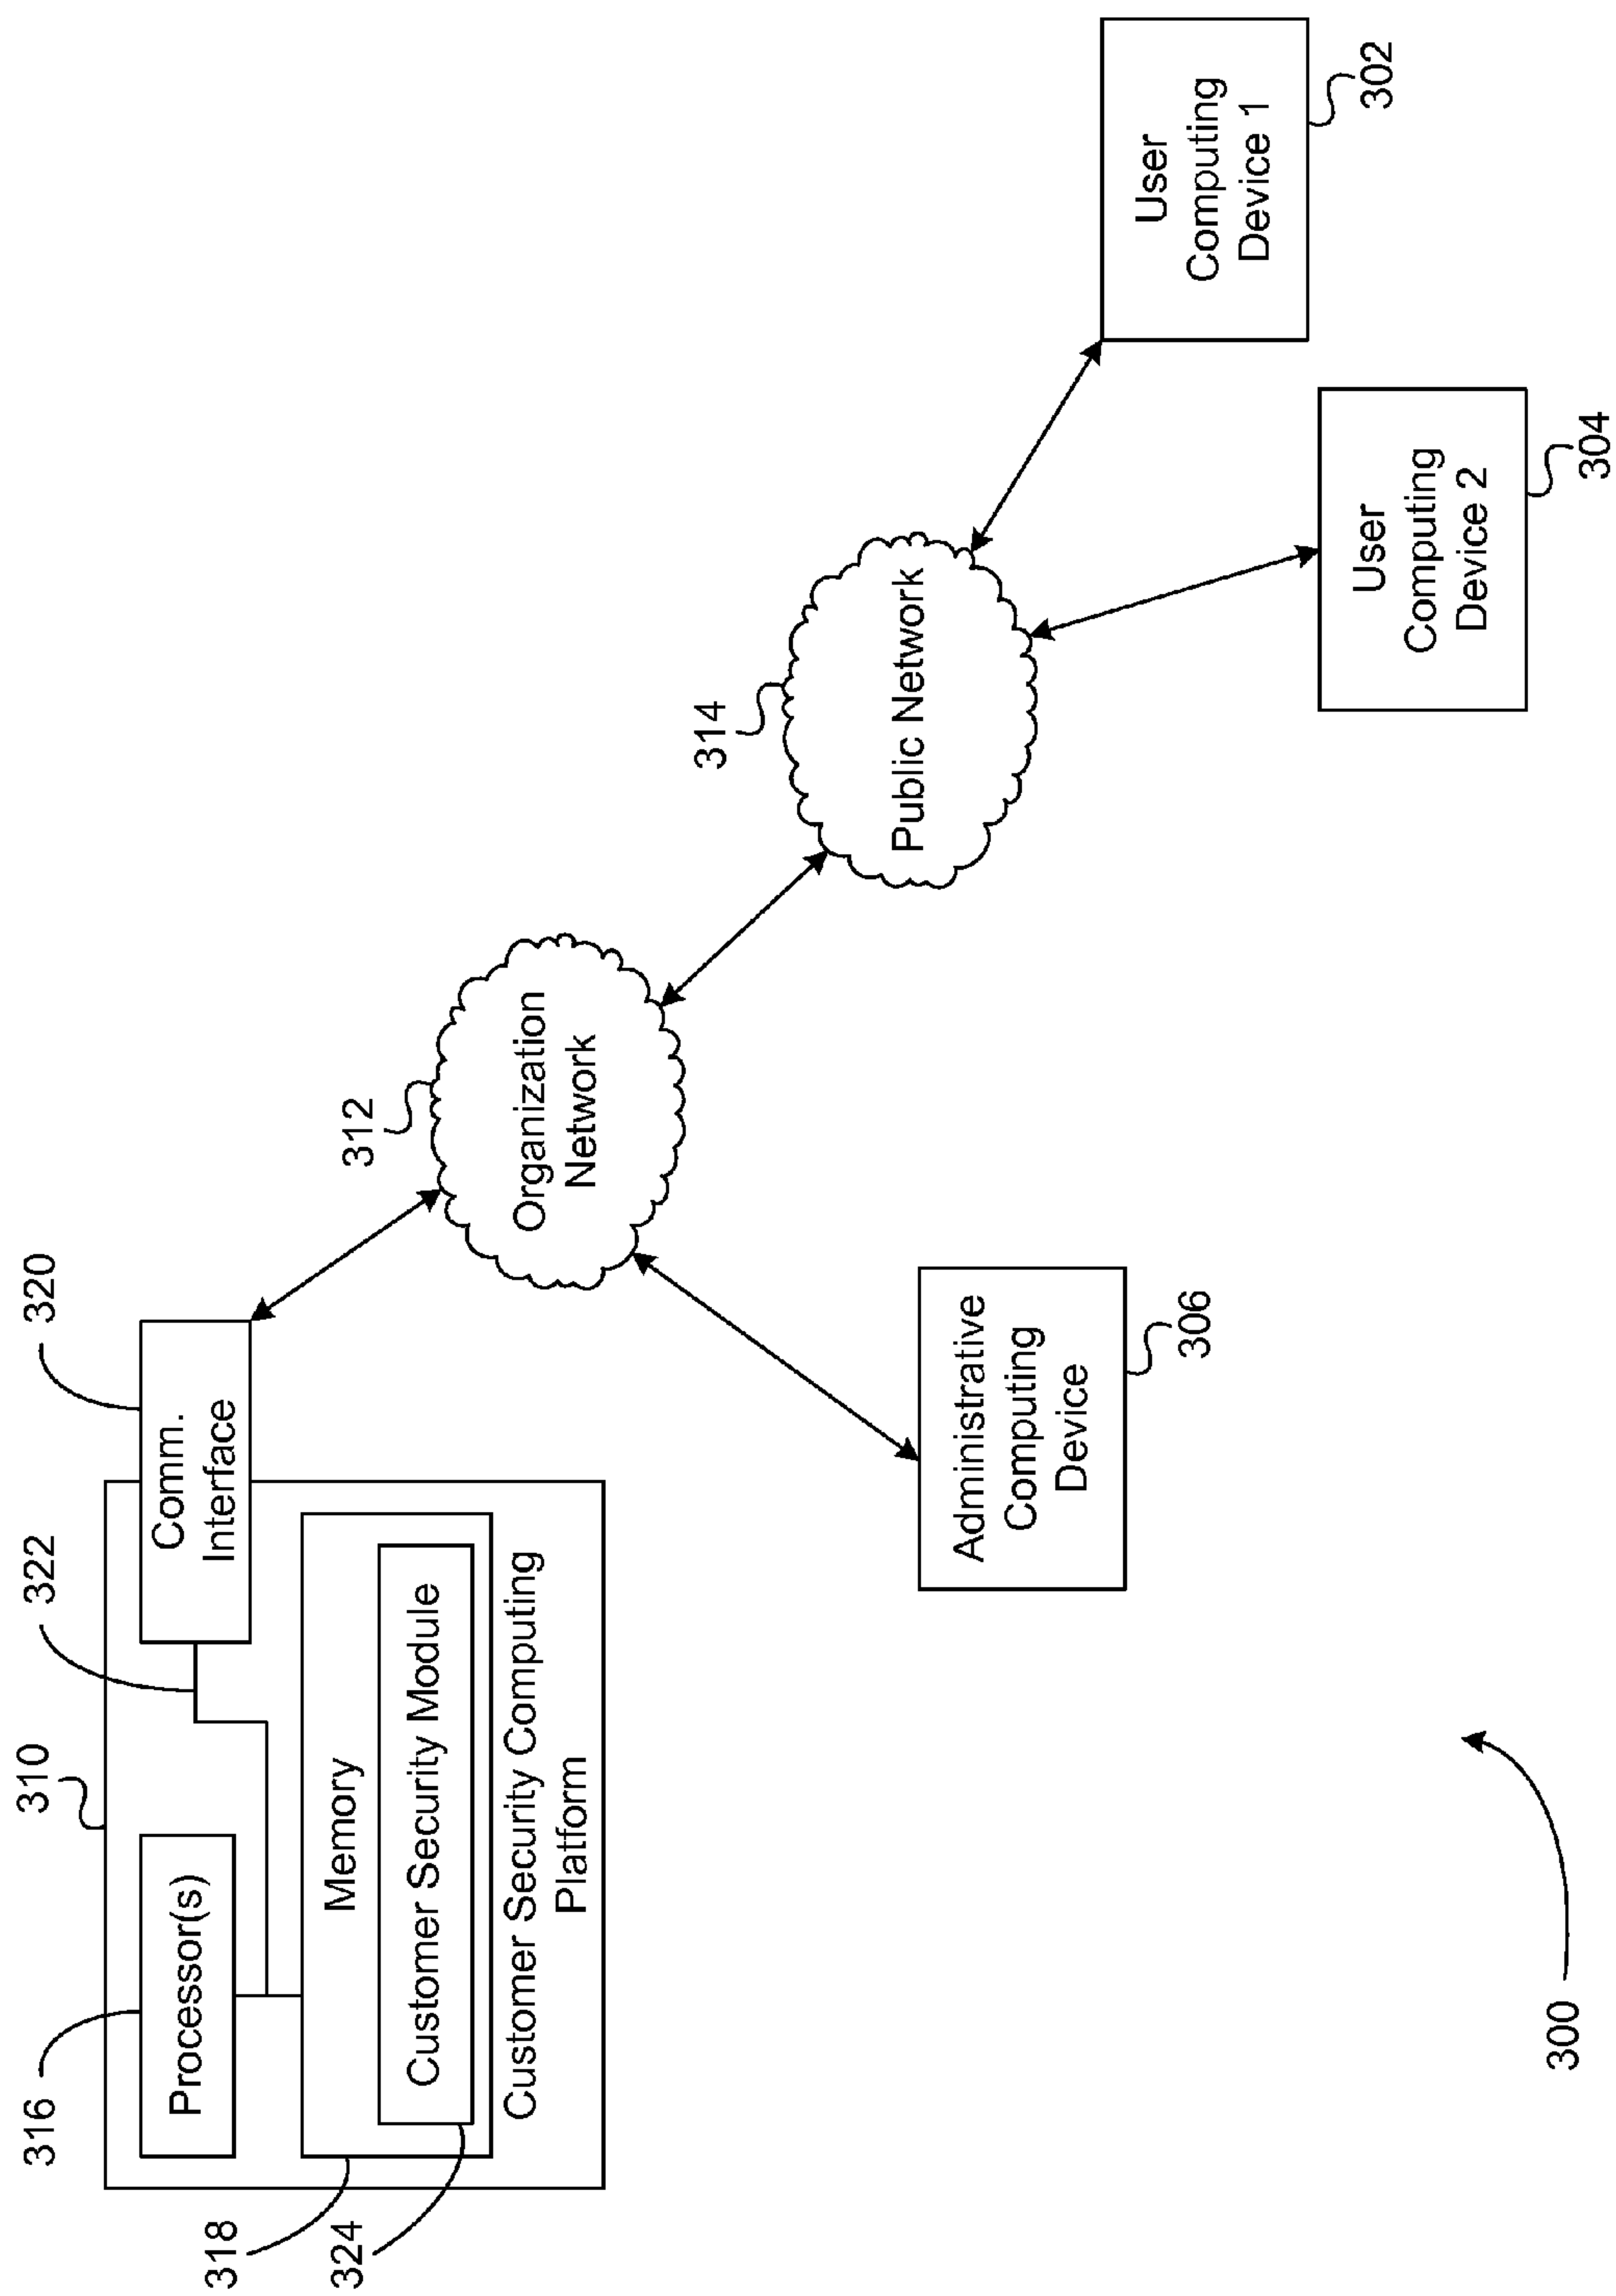 310
322
320
316
Processor(s)
Comm.
Interface
318
Memory
324
Customer Security Module
Customer Security Computing
Platform
312
Organization
Network
314
Public Network
Administrative
Computing
Device
306
User
Computing
Device 1
302
User
Computing
Device 2
304
300